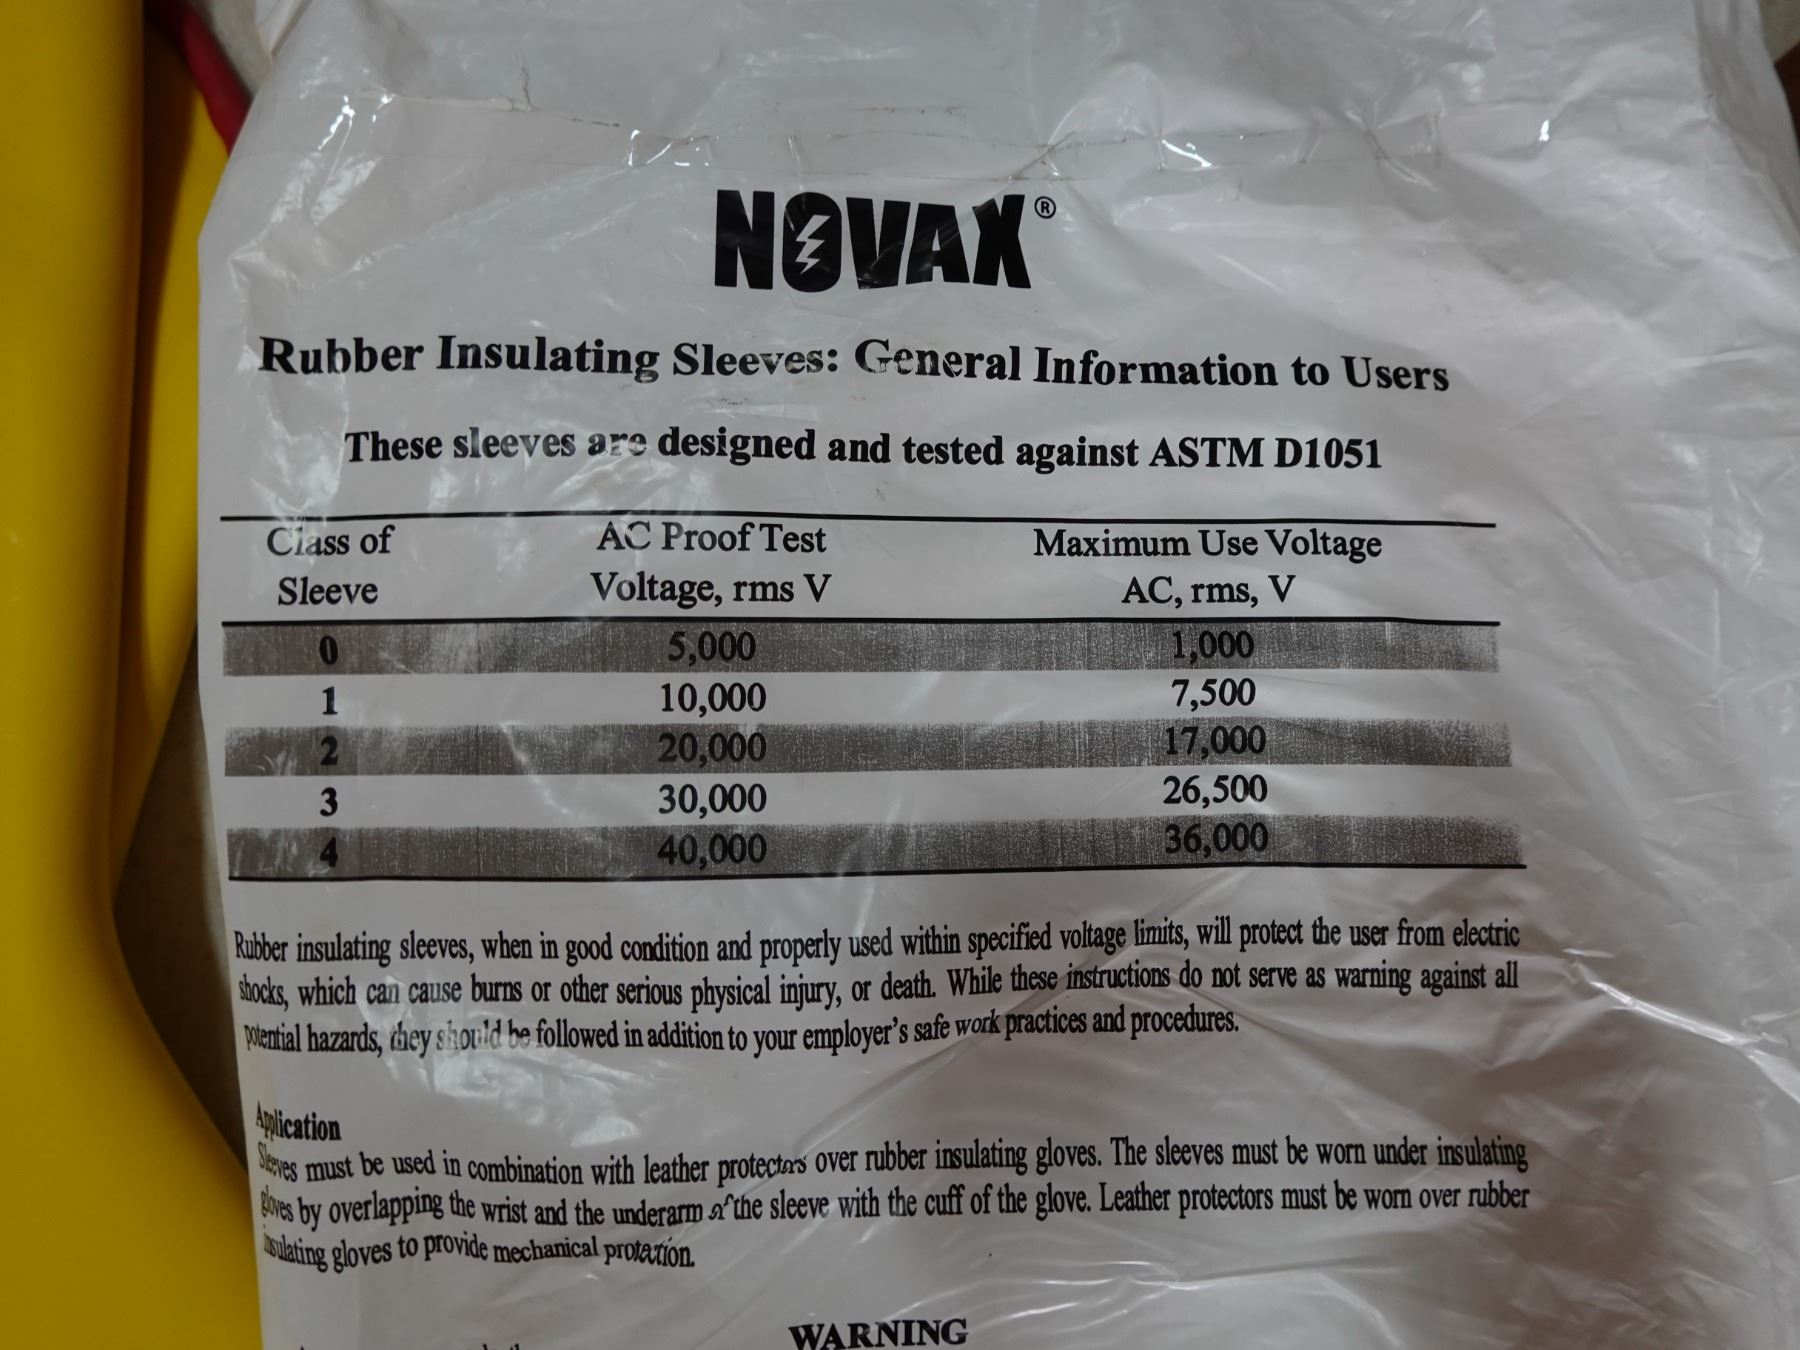 NOVAX®
Rubber Insulating Sleeves: General Information to Users
These sleeves are designed and tested against ASTM D1051
Class of Sleeve AC Proof Test Voltage, rms V Maximum Use Voltage AC, rms, V
0 5,000 1,000
1 10,000 7,500
2 20,000 17,000
3 30,000 26,500
4 40,000 36,000
Rubber insulating sleeves, when in good condition and properly used within specified voltage limits, will protect the user from electric
shocks, which can cause burns or other serious physical injury, or death. While these instructions do not serve as warning against all
potential hazards, they should be followed in addition to your employer's safe work practices and procedures.
Application
Sleeves must be used in combination with leather protectors over rubber insulating gloves. The sleeves must be worn under insulating
gloves by overlapping the wrist and the underarm of the sleeve with the cuff of the glove. Leather protectors must be worn over rubber
insulating gloves to provide mechanical protection.
WARNING